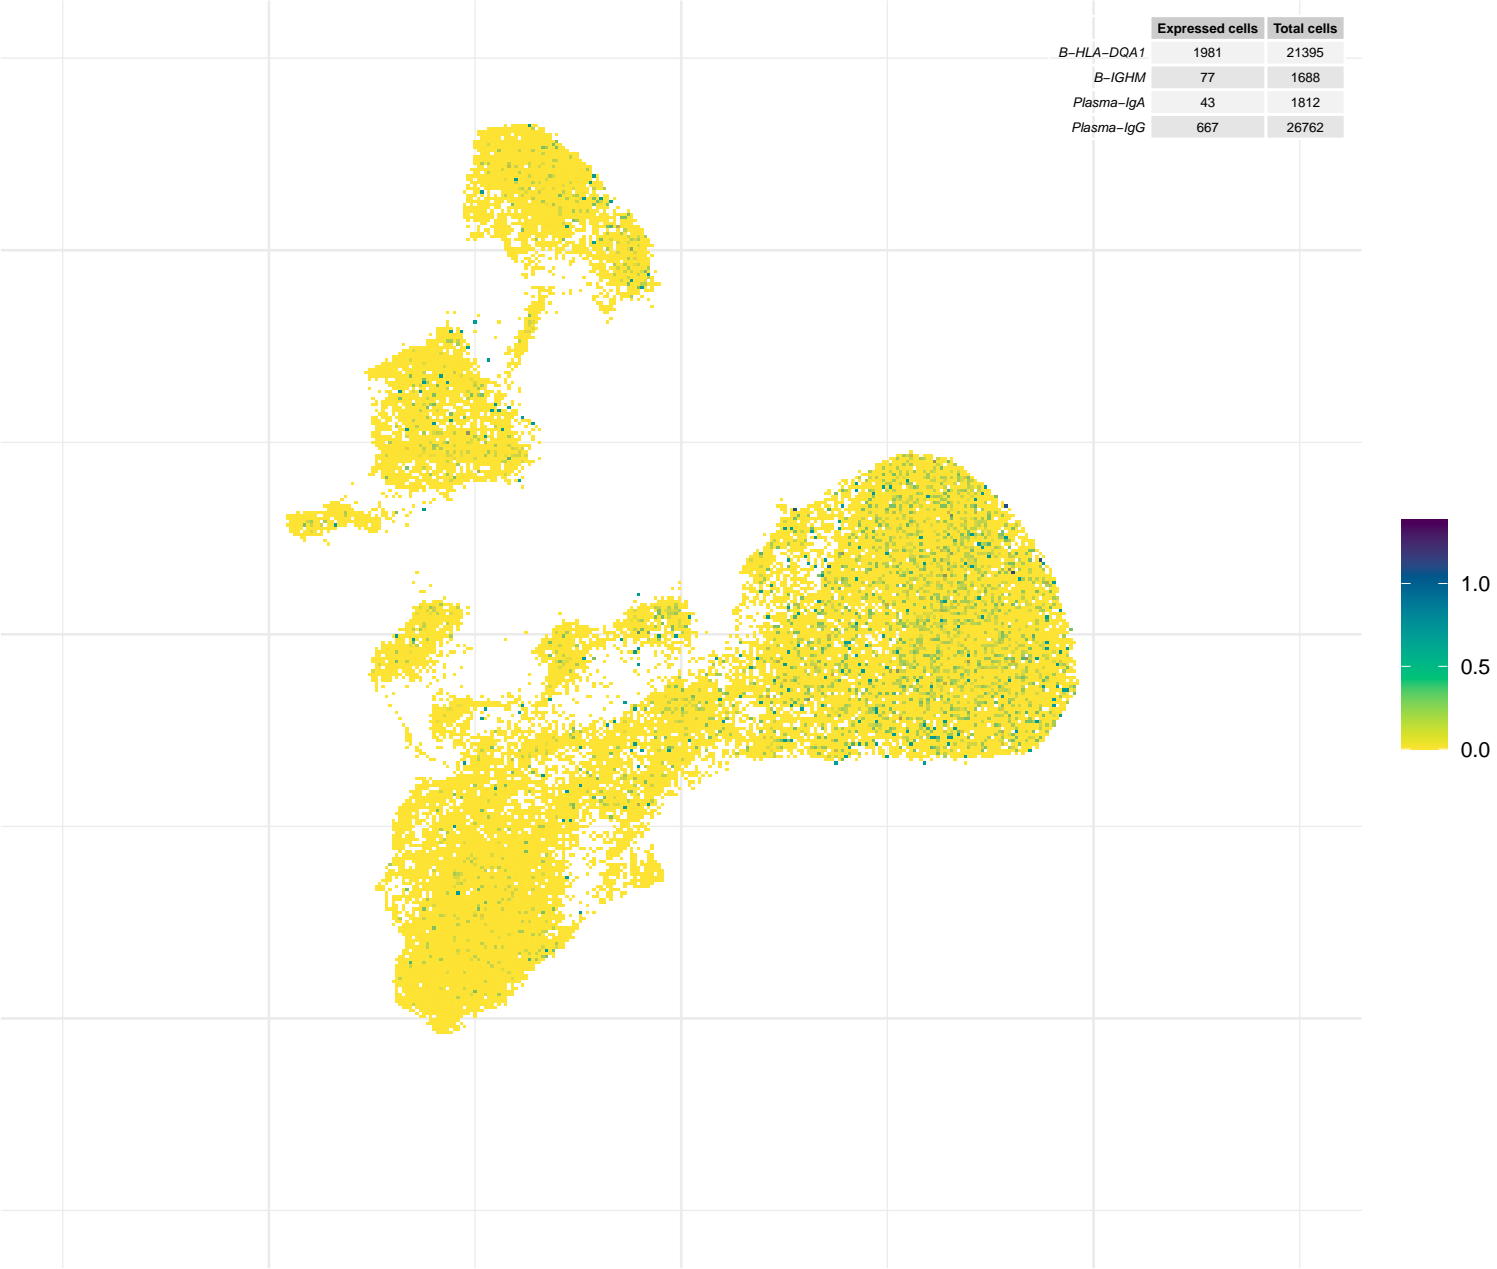 Expressed cells Total cells
B−HLA−DQA1 1981 21395
B−IGHM 77 1688
Plasma−IgA 43 1812
Plasma−IgG 667 26762
1.0
0.5
0.0